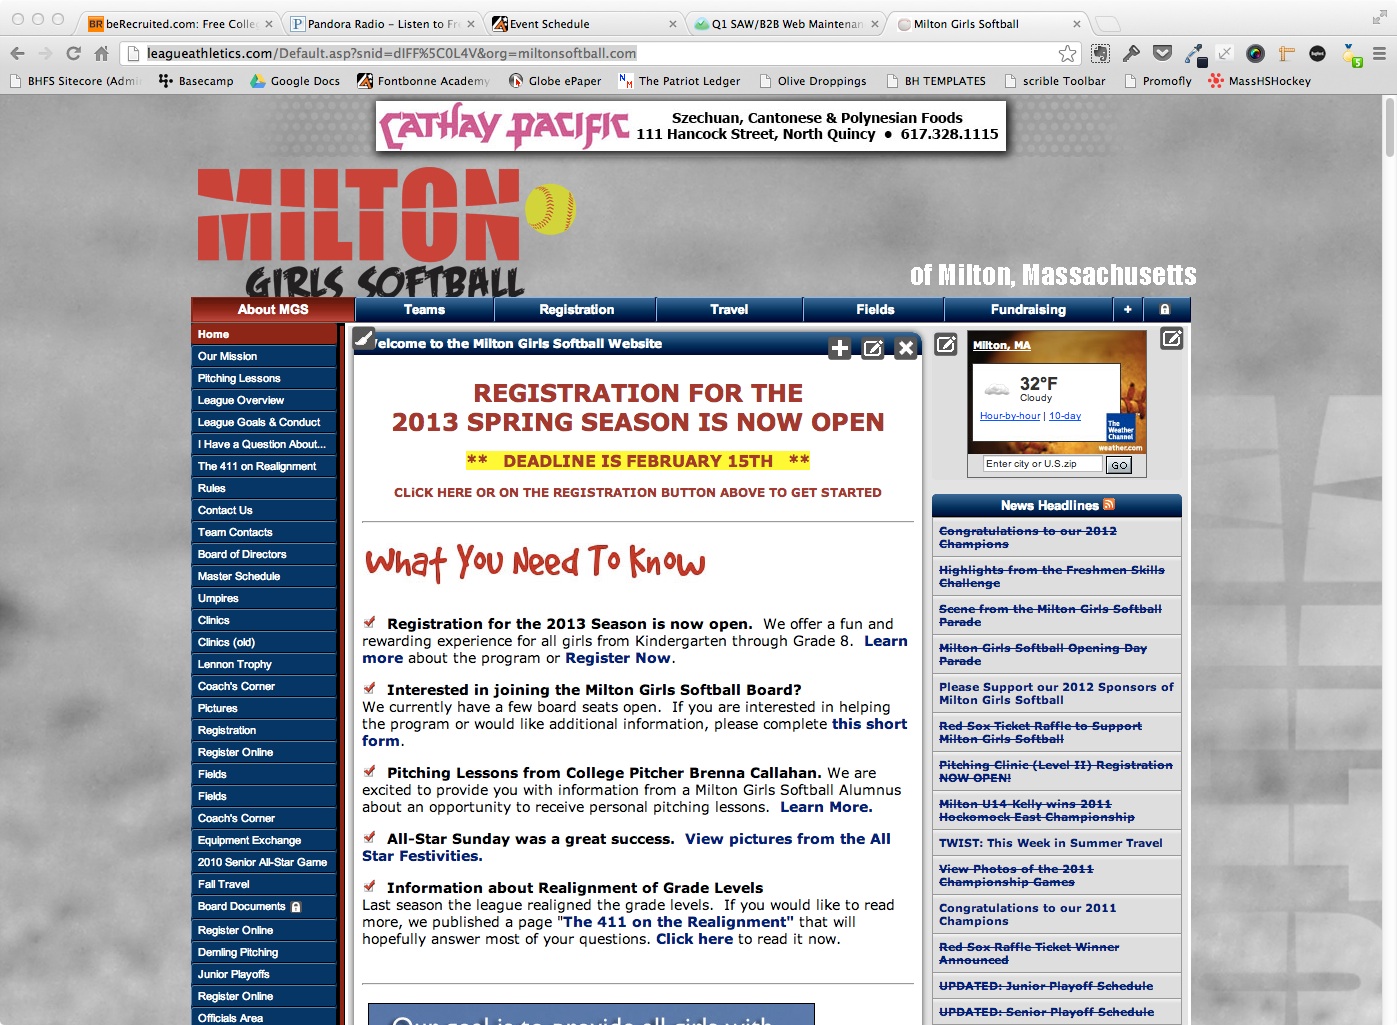 beRecruited.com: Free Colle
Pandora Radio – Listen to Fre
Event Schedule
Q1 SAW/B2B Web Maintenan
Milton Girls Softball
leagueathletics.com/Default.asp?snid=dIFF%5C0L4V&org=miltonsoftball.com
BHFS Sitecore (Admi
Basecamp
Google Docs
Fontbonne Academy
Globe ePaper
The Patriot Ledger
Olive Droppings
BH TEMPLATES
scrible Toolbar
Promofly
MassHSHockey
CATHAY PACIFIC
Szechuan, Cantonese & Polynesian Foods
111 Hancock Street, North Quincy ● 617.328.1115
MILTON
GIRLS SOFTBALL
of Milton, Massachusetts
About MGS
Teams
Registration
Travel
Fields
Fundraising
+
Home
Our Mission
Pitching Lessons
League Overview
League Goals & Conduct
I Have a Question About...
The 411 on Realignment
Rules
Contact Us
Team Contacts
Board of Directors
Master Schedule
Umpires
Clinics
Clinics (old)
Lennon Trophy
Coach's Corner
Pictures
Registration
Register Online
Fields
Fields
Coach's Corner
Equipment Exchange
2010 Senior All-Star Game
Fall Travel
Board Documents
Register Online
Demling Pitching
Junior Playoffs
Register Online
Officials Area
elcome to the Milton Girls Softball Website
REGISTRATION FOR THE
2013 SPRING SEASON IS NOW OPEN
** DEADLINE IS FEBRUARY 15TH **
CLiCK HERE OR ON THE REGISTRATION BUTTON ABOVE TO GET STARTED
What You Need To Know
Registration for the 2013 Season is now open. We offer a fun and
rewarding experience for all girls from Kindergarten through Grade 8. Learn
more about the program or Register Now.
Interested in joining the Milton Girls Softball Board?
We currently have a few board seats open. If you are interested in helping
the program or would like additional information, please complete this short
form.
Pitching Lessons from College Pitcher Brenna Callahan. We are
excited to provide you with information from a Milton Girls Softball Alumnus
about an opportunity to receive personal pitching lessons. Learn More.
All-Star Sunday was a great success. View pictures from the All
Star Festivities.
Information about Realignment of Grade Levels
Last season the league realigned the grade levels. If you would like to read
more, we published a page "The 411 on the Realignment" that will
hopefully answer most of your questions. Click here to read it now.
Our goal is to provide all girls with
Milton, MA
32°F
Cloudy
Hour-by-hour | 10-day
The
Weather
Channel
weather.com
Enter city or U.S.zip
GO
News Headlines
Congratulations to our 2012
Champions
Highlights from the Freshmen Skills
Challenge
Scene from the Milton Girls Softball
Parade
Milton Girls Softball Opening Day
Parade
Please Support our 2012 Sponsors of
Milton Girls Softball
Red Sox Ticket Raffle to Support
Milton Girls Softball
Pitching Clinic (Level II) Registration
NOW OPEN!
Milton U14 Kelly wins 2011
Hockomock East Championship
TWIST: This Week in Summer Travel
View Photos of the 2011
Championship Games
Congratulations to our 2011
Champions
Red Sox Raffle Ticket Winner
Announced
UPDATED: Junior Playoff Schedule
UPDATED: Senior Playoff Schedule